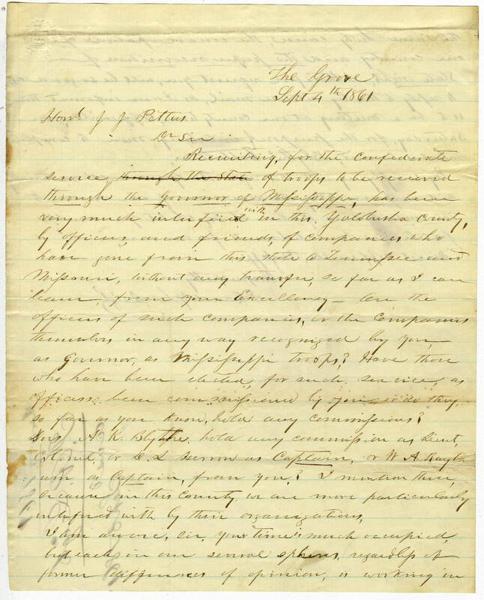 The Grove
Sept 4th 1861
Honl J. J. Pettus
Dr Sir
Recruiting, for the confederate
service through the State of troops to be received
through the Governor of Mississippi, has been
very much interfered with in this, Yalobusha County,
by officers, and friends, of companies who
have gone from this state to Tennessee and
Missouri, without any transfer, so far as I can
learn, from your Excellency — Are the
officers of such companies, or the Companies
themselves in any way recognized by you,
as Governor, as Mississippi troops? Have those
who have been elected, for such service, as
officers, been commissioned by you or do they,
so far as you know, hold any commissions?
Does A. K. Blythe hold any commission as Lieut
Colonel, or Herron as Captain, or W A
as Captain, from you? I mention these,
because in this County we are more particularly
interfered with by their organizations,
I am aware, Sir, your time is much occupied,
but each in our several spheres, regardless of
former differences of opinion, is working in